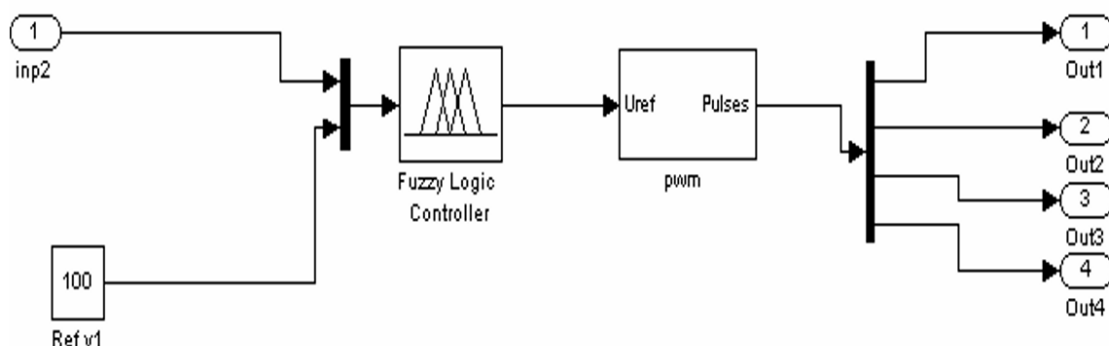 1
inp2
100
Ref v1
Fuzzy Logic
Controller
Uref
Pulses
pwm
1
Out1
2
Out2
3
Out3
4
Out4